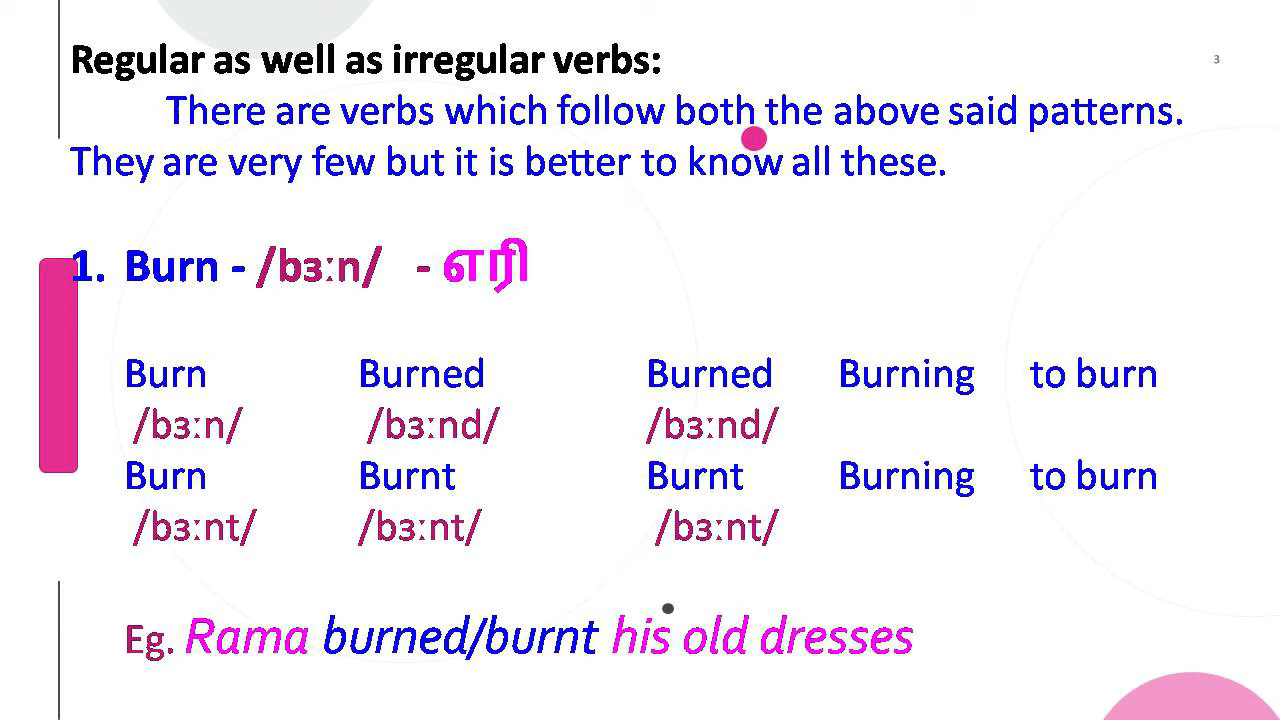 Regular as well as irregular verbs:
3
There are verbs which follow both the above said patterns.
They are very few but it is better to know all these.
1. Burn - /bɜːn/ - எரி
Burn Burned Burned Burning to burn
/bɜːn/ /bɜːnd/ /bɜːnd/
Burn Burnt Burnt Burning to burn
/bɜːnt/ /bɜːnt/ /bɜːnt/
Eg. Rama burned/burnt his old dresses